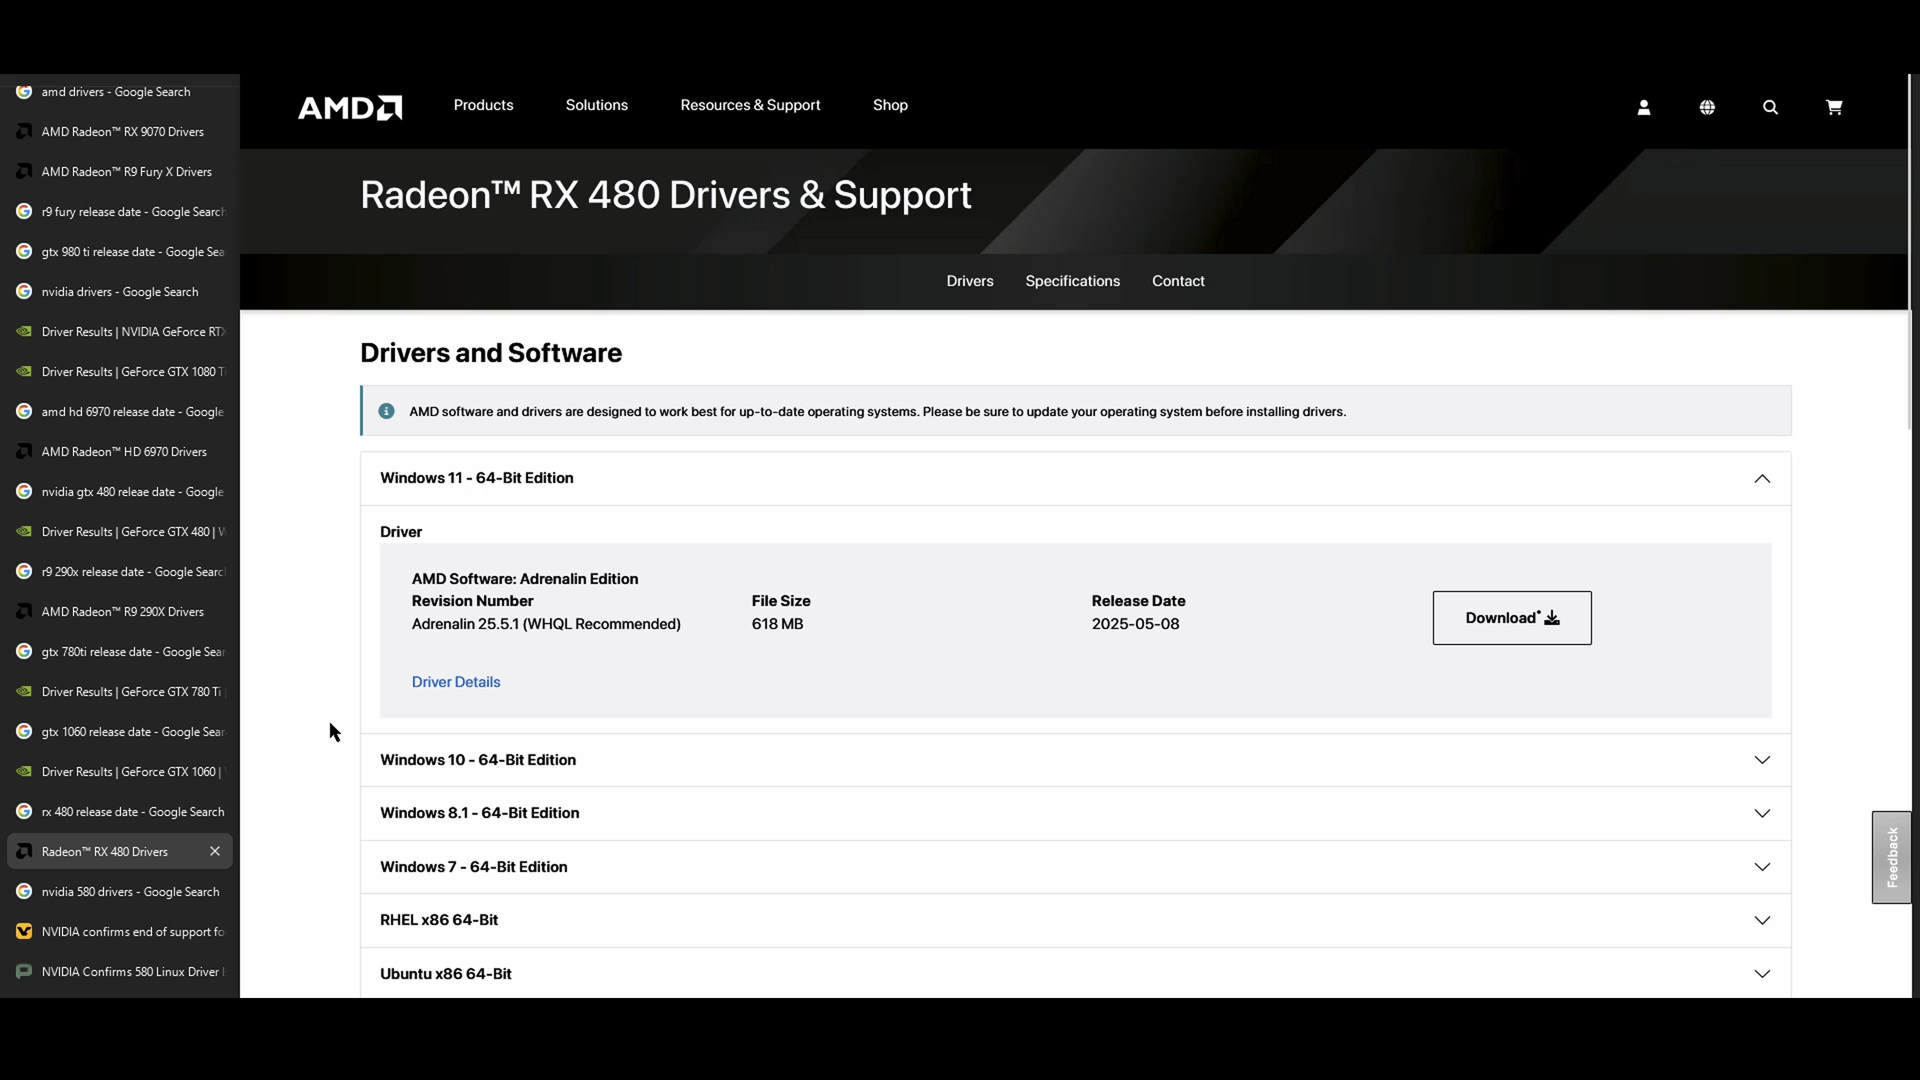 amd drivers - Google Search
AMD Radeon™ RX 9070 Drivers
AMD Radeon™ R9 Fury X Drivers
r9 fury release date - Google Search
gtx 980 ti release date - Google Sea
nvidia drivers - Google Search
Driver Results | NVIDIA GeForce RTX
Driver Results | GeForce GTX 1080 T
amd hd 6970 release date - Google
AMD Radeon™ HD 6970 Drivers
nvidia gtx 480 releae date - Google
Driver Results | GeForce GTX 480 | W
r9 290x release date - Google Search
AMD Radeon™ R9 290X Drivers
gtx 780ti release date - Google Sear
Driver Results | GeForce GTX 780 Ti |
gtx 1060 release date - Google Sear
Driver Results | GeForce GTX 1060 |
rx 480 release date - Google Search
Radeon™ RX 480 Drivers
nvidia 580 drivers - Google Search
NVIDIA confirms end of support fo
NVIDIA Confirms 580 Linux Driver
AMD
Products
Solutions
Resources & Support
Shop
Radeon™ RX 480 Drivers & Support
Drivers
Specifications
Contact
Drivers and Software
AMD software and drivers are designed to work best for up-to-date operating systems. Please be sure to update your operating system before installing drivers.
Windows 11 - 64-Bit Edition
Driver
AMD Software: Adrenalin Edition
Revision Number
Adrenalin 25.5.1 (WHQL Recommended)
File Size
618 MB
Release Date
2025-05-08
Download*
Driver Details
Windows 10 - 64-Bit Edition
Windows 8.1 - 64-Bit Edition
Windows 7 - 64-Bit Edition
RHEL x86 64-Bit
Ubuntu x86 64-Bit
Feedback